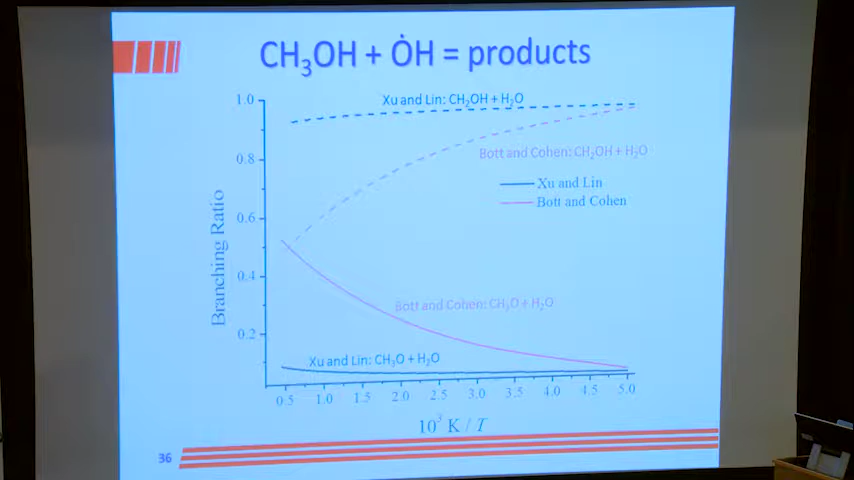 CH₃OH + ȮH = products
1.0
0.8
0.6
0.4
0.2
Branching Ratio
Xu and Lin: CH₂OH + H₂O
Bott and Cohen: CH₂OH + H₂O
Xu and Lin
Bott and Cohen
Bott and Cohen: CH₃O + H₂O
Xu and Lin: CH₃O + H₂O
0.5 1.0 1.5 2.0 2.5 3.0 3.5 4.0 4.5 5.0
10³ K / T
36